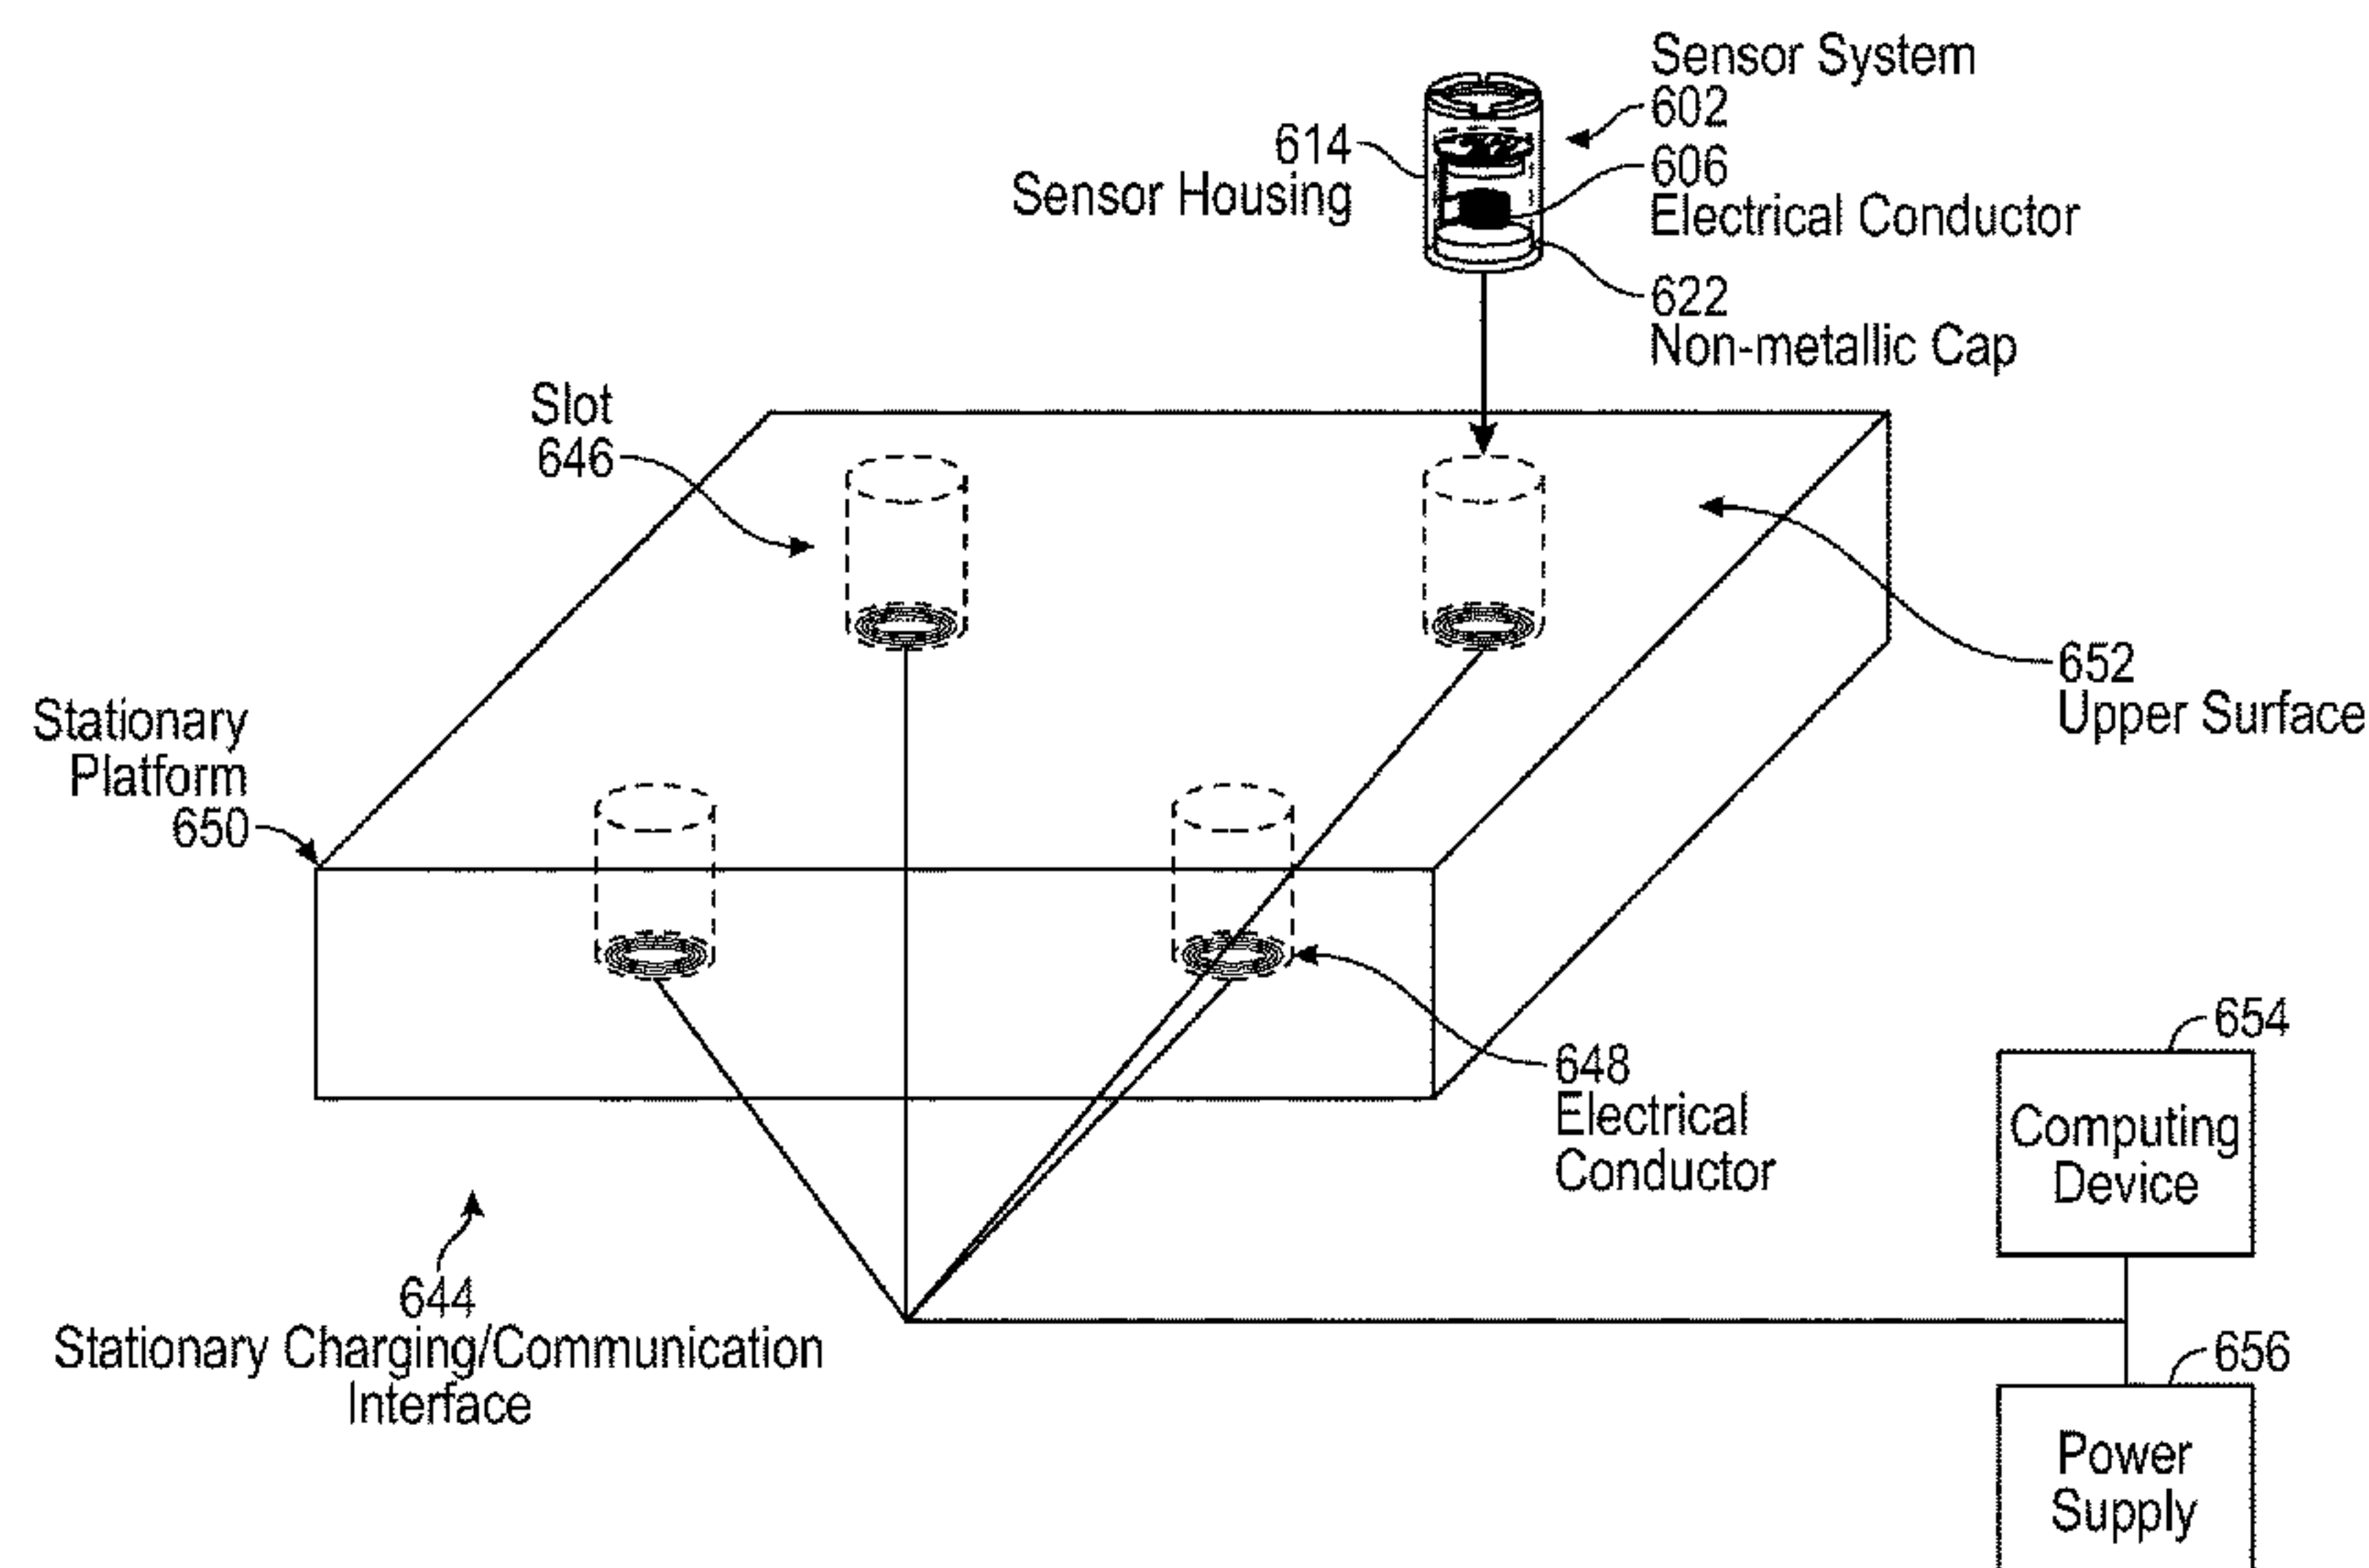 Sensor System
602
614
Sensor Housing
606
Electrical Conductor
622
Non-metallic Cap
Slot
646
652
Upper Surface
Stationary
Platform
650
648
Electrical
Conductor
654
Computing
Device
644
Stationary Charging/Communication
Interface
656
Power
Supply